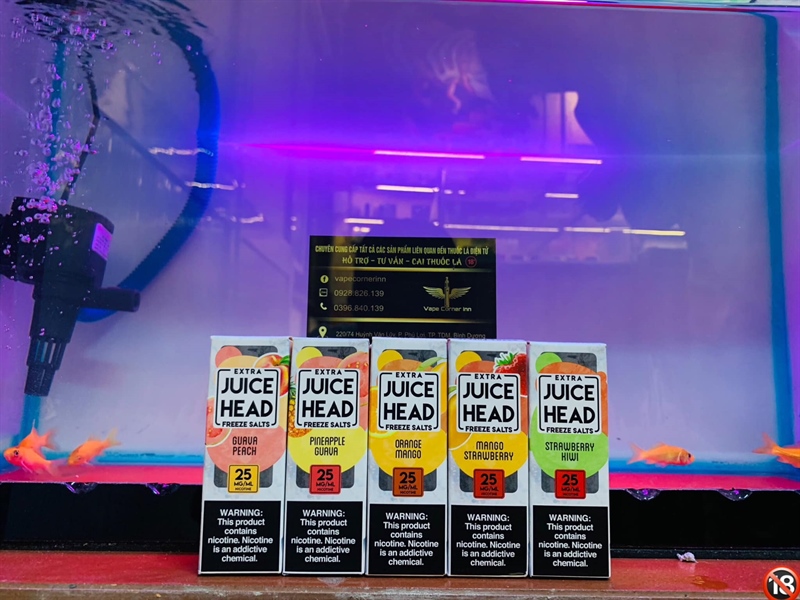 CHUYÊN CUNG CẤP TẤT CẢ CÁC SẢN PHẨM LIÊN QUAN ĐẾN THUỐC LÁ ĐIỆN TỬ
HỖ TRỢ - TƯ VẤN - CAI THUỐC LÁ
vapecornerinn
0928.828.139
0396.840.139
Vape Corner Inn
220/74 Huỳnh Văn Lũy, P. Phú Lợi, TP. TDM, Bình Dương
EXTRA
JUICE
HEAD
FREEZE SALTS
GUAVA
PEACH
25
MG/ML
NICOTINE
WARNING:
This product
contains
nicotine. Nicotine
is an addictive
chemical.
EXTRA
JUICE
HEAD
FREEZE SALTS
PINEAPPLE
GUAVA
25
MG/ML
NICOTINE
WARNING:
This product
contains
nicotine. Nicotine
is an addictive
chemical.
EXTRA
JUICE
HEAD
FREEZE SALTS
ORANGE
MANGO
25
MG/ML
NICOTINE
WARNING:
This product
contains
nicotine. Nicotine
is an addictive
chemical.
EXTRA
JUICE
HEAD
FREEZE SALTS
MANGO
STRAWBERRY
25
MG/ML
NICOTINE
WARNING:
This product
contains
nicotine. Nicotine
is an addictive
chemical.
EXTRA
JUICE
HEAD
FREEZE SALTS
STRAWBERRY
KIWI
25
MG/ML
NICOTINE
WARNING:
This product
contains
nicotine. Nicotine
is an addictive
chemical.
18